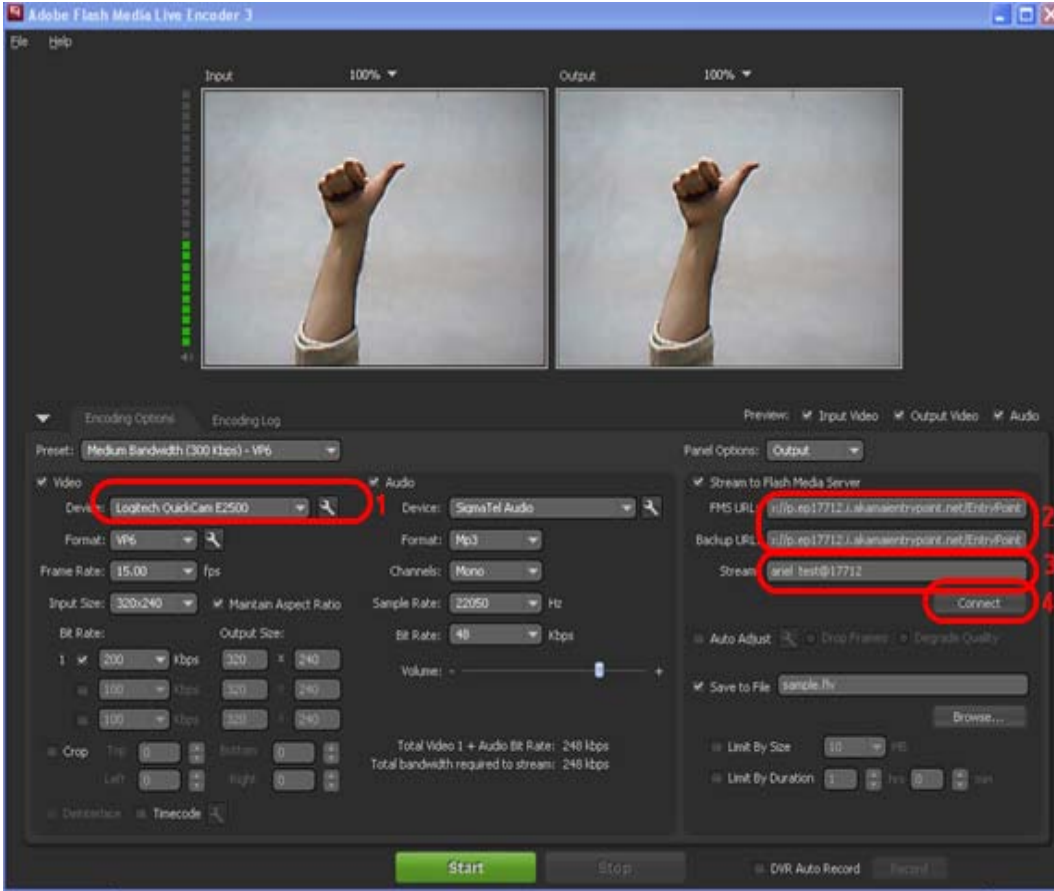 Adobe Flash Media Live Encoder 3
File Help
Input 100% Output 100%
Encoding Options Encoding Log
Preview: Input Video Output Video Audio
Preset: Medium Bandwidth (300 Kbps) - VP6
Panel Options: Output
Video
Device: Logitech QuickCam E2500 1
Format: VP6
Frame Rate: 15.00 fps
Input Size: 320x240 Maintain Aspect Ratio
Bit Rate: Output Size:
1 200 Kbps 320 x 240
100 Kbps 320 x 240
100 Kbps 320 x 240
Crop Top 0 Bottom 0
Left 0 Right 0
Deinterlace Timecode
Audio
Device: SigmaTel Audio
Format: Mp3
Channels: Mono
Sample Rate: 22050 Hz
Bit Rate: 48 Kbps
Volume: - +
Total Video 1 + Audio Bit Rate: 248 kbps
Total bandwidth required to stream: 248 kbps
Stream to Flash Media Server
FMS URL: ://p.ep17712.i.akamaientrypoint.net/EntryPoint 2
Backup URL: ://p.ep17712.i.akamaientrypoint.net/EntryPoint
Stream: ariel_test@17712 3
Connect 4
Auto Adjust Drop Frames Degrade Quality
Save to File sample.flv
Browse...
Limit By Size 10 MB
Limit By Duration 1 hrs 0 min
Start Stop DVR Auto Record Record